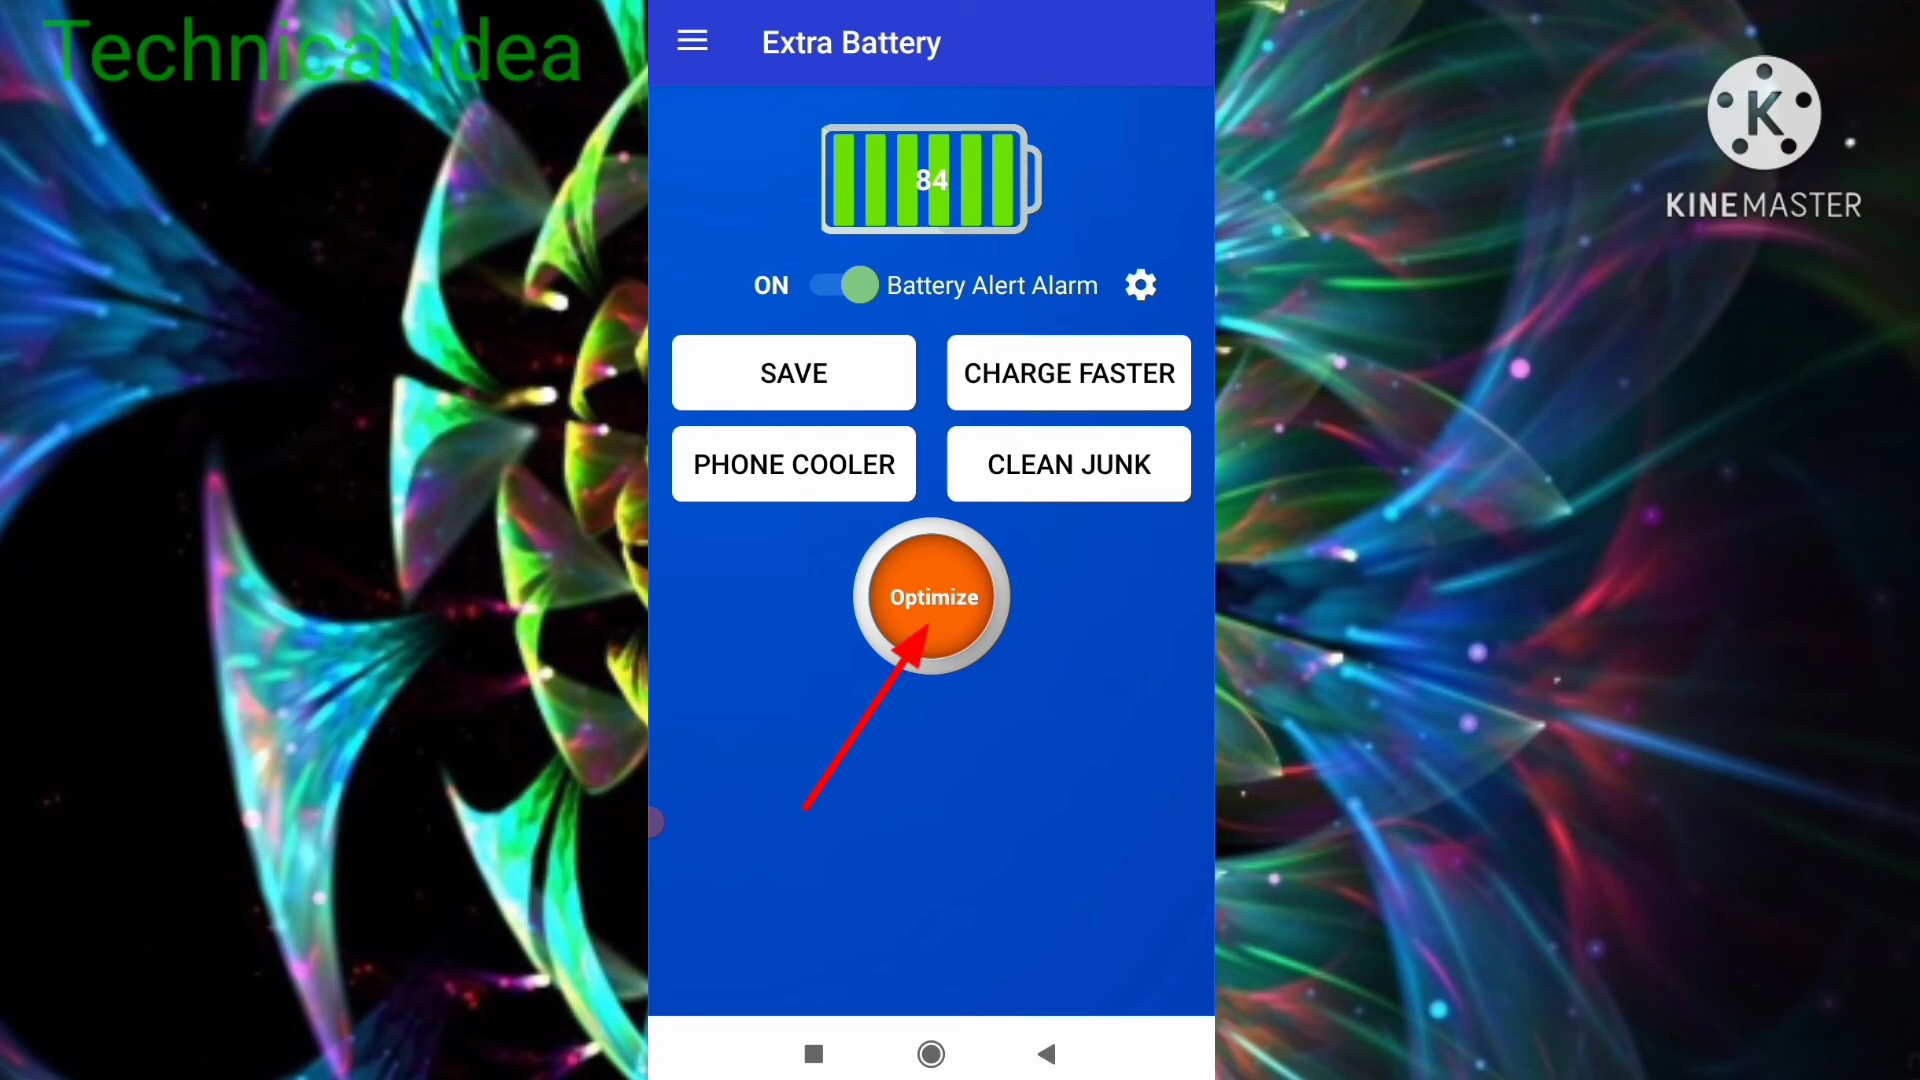 Technical idea
Extra Battery
K
KINEMASTER
84
ON Battery Alert Alarm
SAVE
CHARGE FASTER
PHONE COOLER
CLEAN JUNK
Optimize